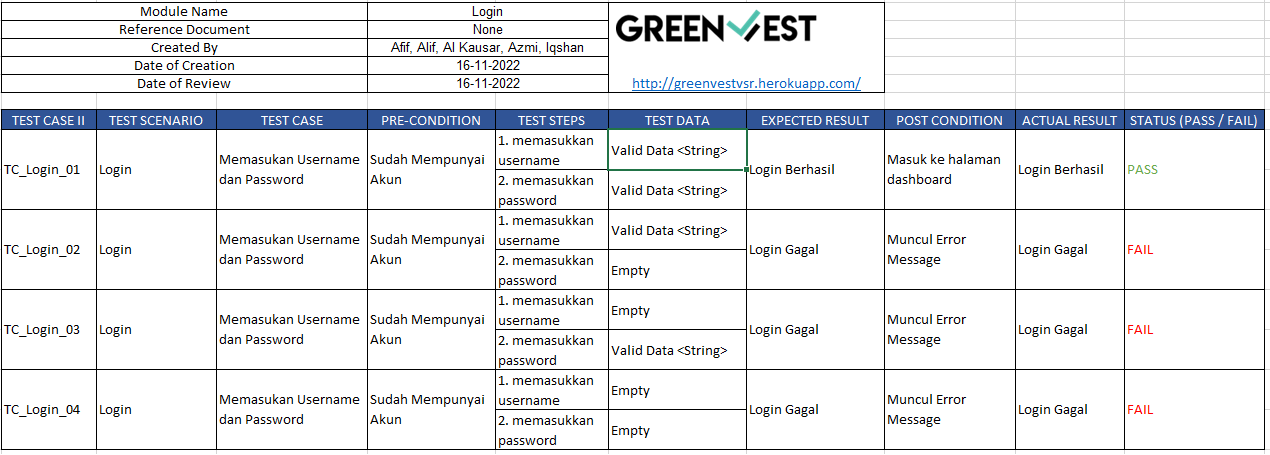 Module Name Login
Reference Document None
Created By Afif, Alif, Al Kausar, Azmi, Iqshan
Date of Creation 16-11-2022
Date of Review 16-11-2022
GREENVEST
http://greenvestvsr.herokuapp.com/
TEST CASE II TEST SCENARIO TEST CASE PRE-CONDITION TEST STEPS TEST DATA EXPECTED RESULT POST CONDITION ACTUAL RESULT STATUS (PASS / FAIL)
TC_Login_01
Login
Memasukan Username
dan Password
Sudah Mempunyai
Akun
1. memasukkan
username
Valid Data <String>
2. memasukkan
password
Valid Data <String>
Login Berhasil
Masuk ke halaman
dashboard
Login Berhasil
PASS
TC_Login_02
Login
Memasukan Username
dan Password
Sudah Mempunyai
Akun
1. memasukkan
username
Valid Data <String>
2. memasukkan
password
Empty
Login Gagal
Muncul Error
Message
Login Gagal
FAIL
TC_Login_03
Login
Memasukan Username
dan Password
Sudah Mempunyai
Akun
1. memasukkan
username
Empty
2. memasukkan
password
Valid Data <String>
Login Gagal
Muncul Error
Message
Login Gagal
FAIL
TC_Login_04
Login
Memasukan Username
dan Password
Sudah Mempunyai
Akun
1. memasukkan
username
Empty
2. memasukkan
password
Empty
Login Gagal
Muncul Error
Message
Login Gagal
FAIL